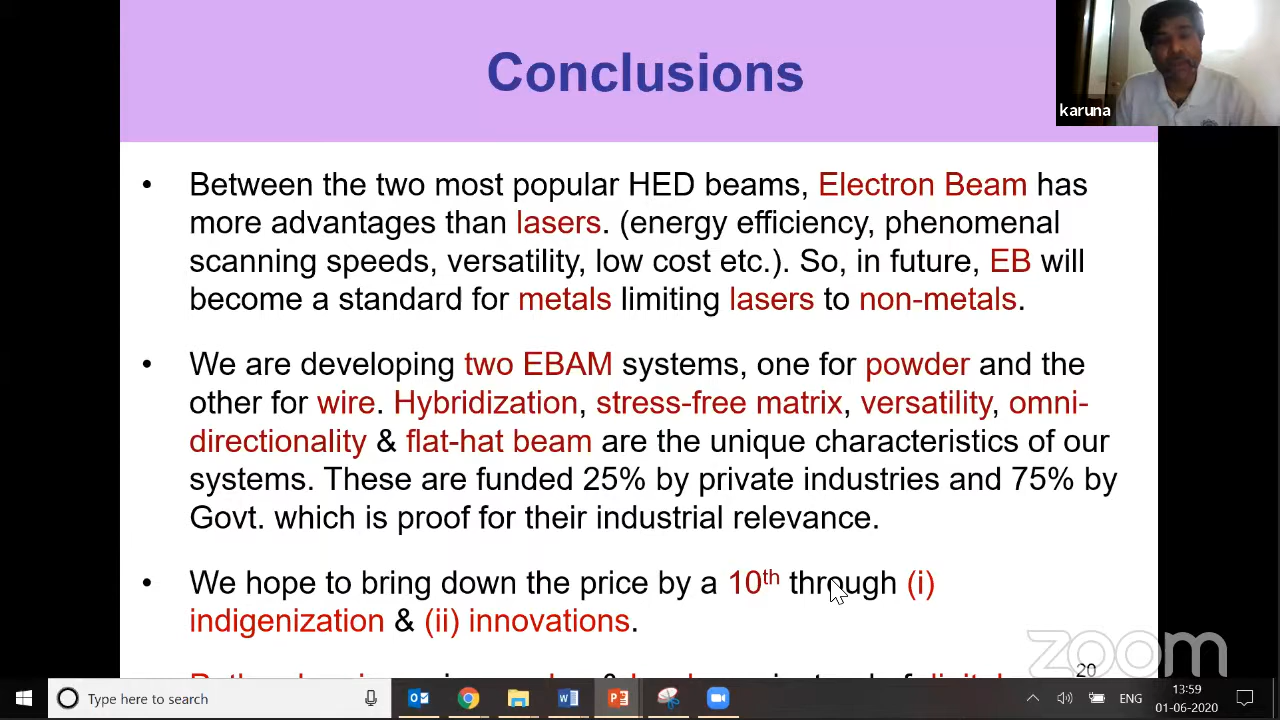 Conclusions
karuna
• Between the two most popular HED beams, Electron Beam has
more advantages than lasers. (energy efficiency, phenomenal
scanning speeds, versatility, low cost etc.). So, in future, EB will
become a standard for metals limiting lasers to non-metals.
• We are developing two EBAM systems, one for powder and the
other for wire. Hybridization, stress-free matrix, versatility, omni-
directionality & flat-hat beam are the unique characteristics of our
systems. These are funded 25% by private industries and 75% by
Govt. which is proof for their industrial relevance.
• We hope to bring down the price by a 10th through (i)
indigenization & (ii) innovations.
zoom
20
Type here to search
ENG
13:59
01-06-2020